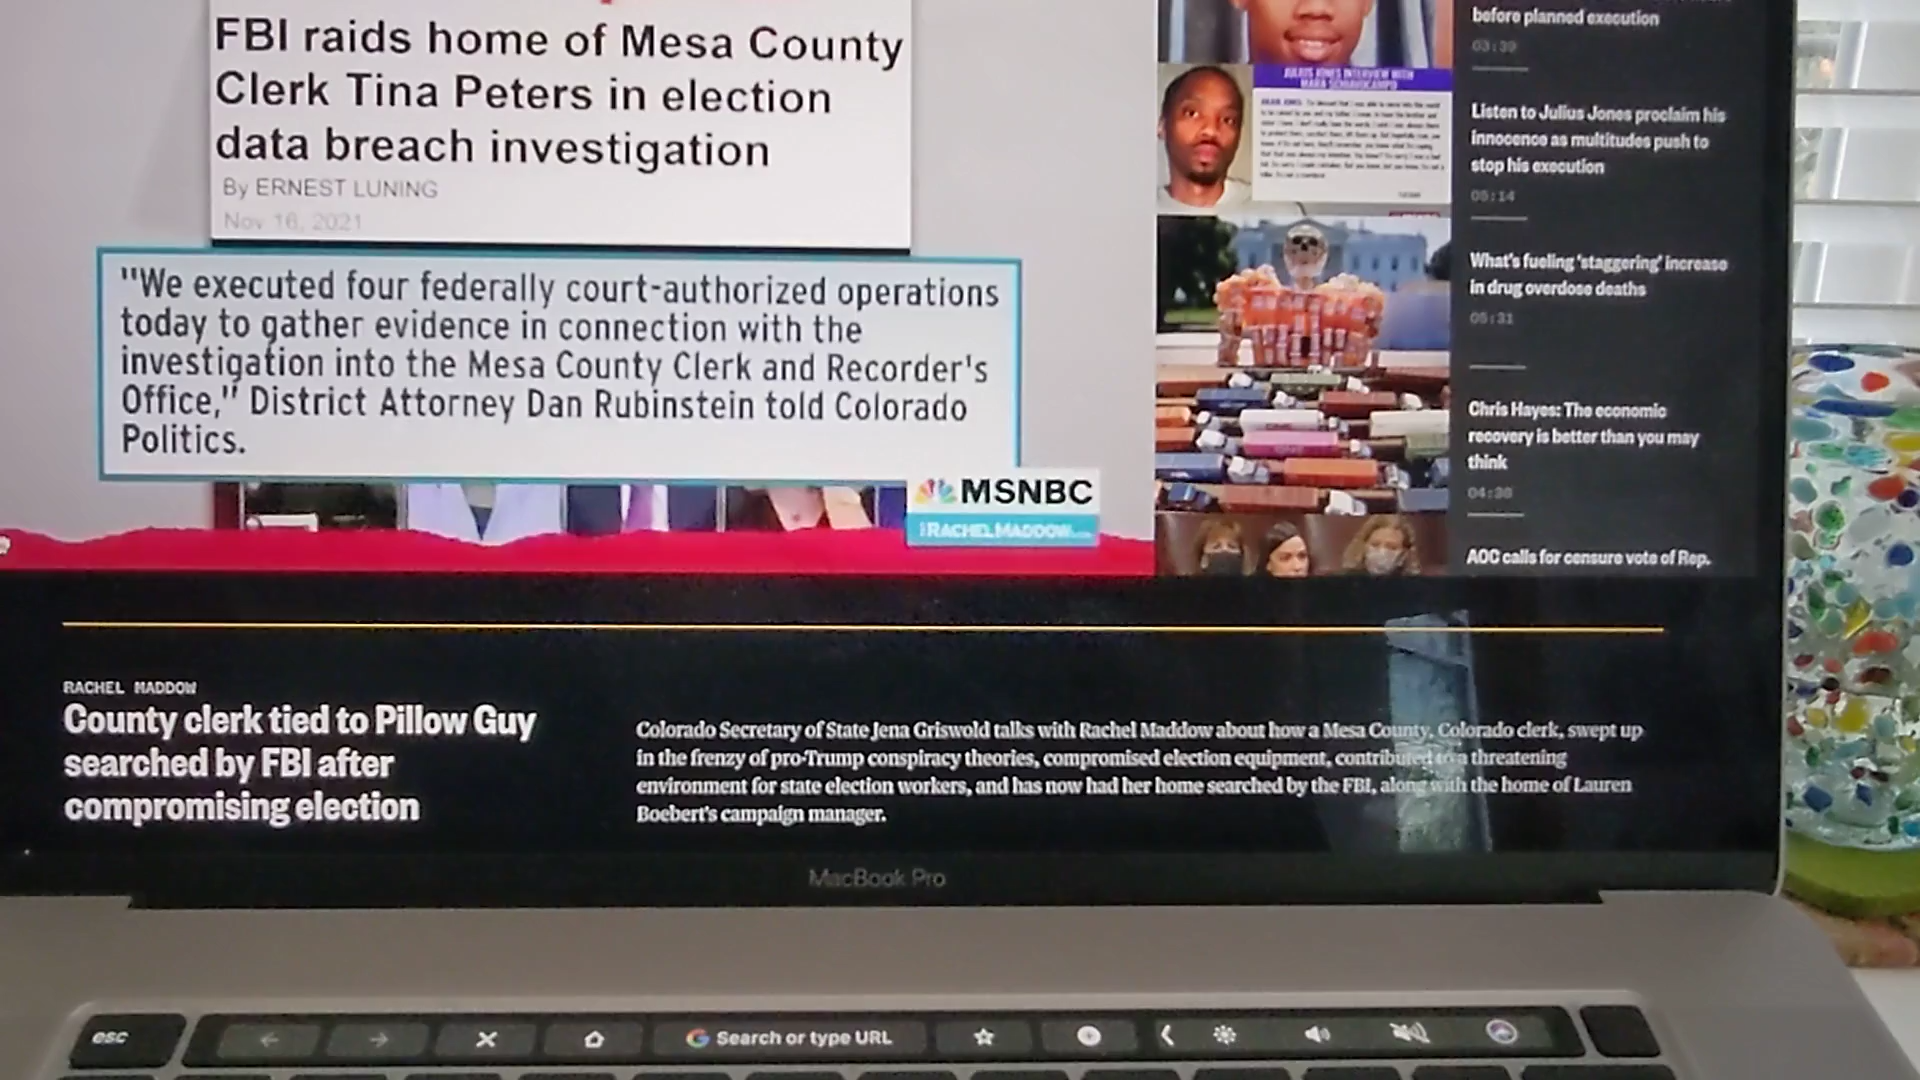 FBI raids home of Mesa County
Clerk Tina Peters in election
data breach investigation
By ERNEST LUNING
Nov 16, 2021
"We executed four federally court-authorized operations
today to gather evidence in connection with the
investigation into the Mesa County Clerk and Recorder's
Office," District Attorney Dan Rubinstein told Colorado
Politics.
MSNBC
RACHEL MADDOW
before planned execution
03:39
JULIUS JONES INTERVIEW WITH
MARA SCHIAVOCAMPO
Listen to Julius Jones proclaim his
innocence as multitudes push to
stop his execution
05:14
What's fueling 'staggering' increase
in drug overdose deaths
05:31
Chris Hayes: The economic
recovery is better than you may
think
04:36
AOC calls for censure vote of Rep.
RACHEL MADDOW
County clerk tied to Pillow Guy
searched by FBI after
compromising election
Colorado Secretary of State Jena Griswold talks with Rachel Maddow about how a Mesa County, Colorado clerk, swept up
in the frenzy of pro-Trump conspiracy theories, compromised election equipment, contributed to a threatening
environment for state election workers, and has now had her home searched by the FBI, along with the home of Lauren
Boebert's campaign manager.
MacBook Pro
esc
Search or type URL